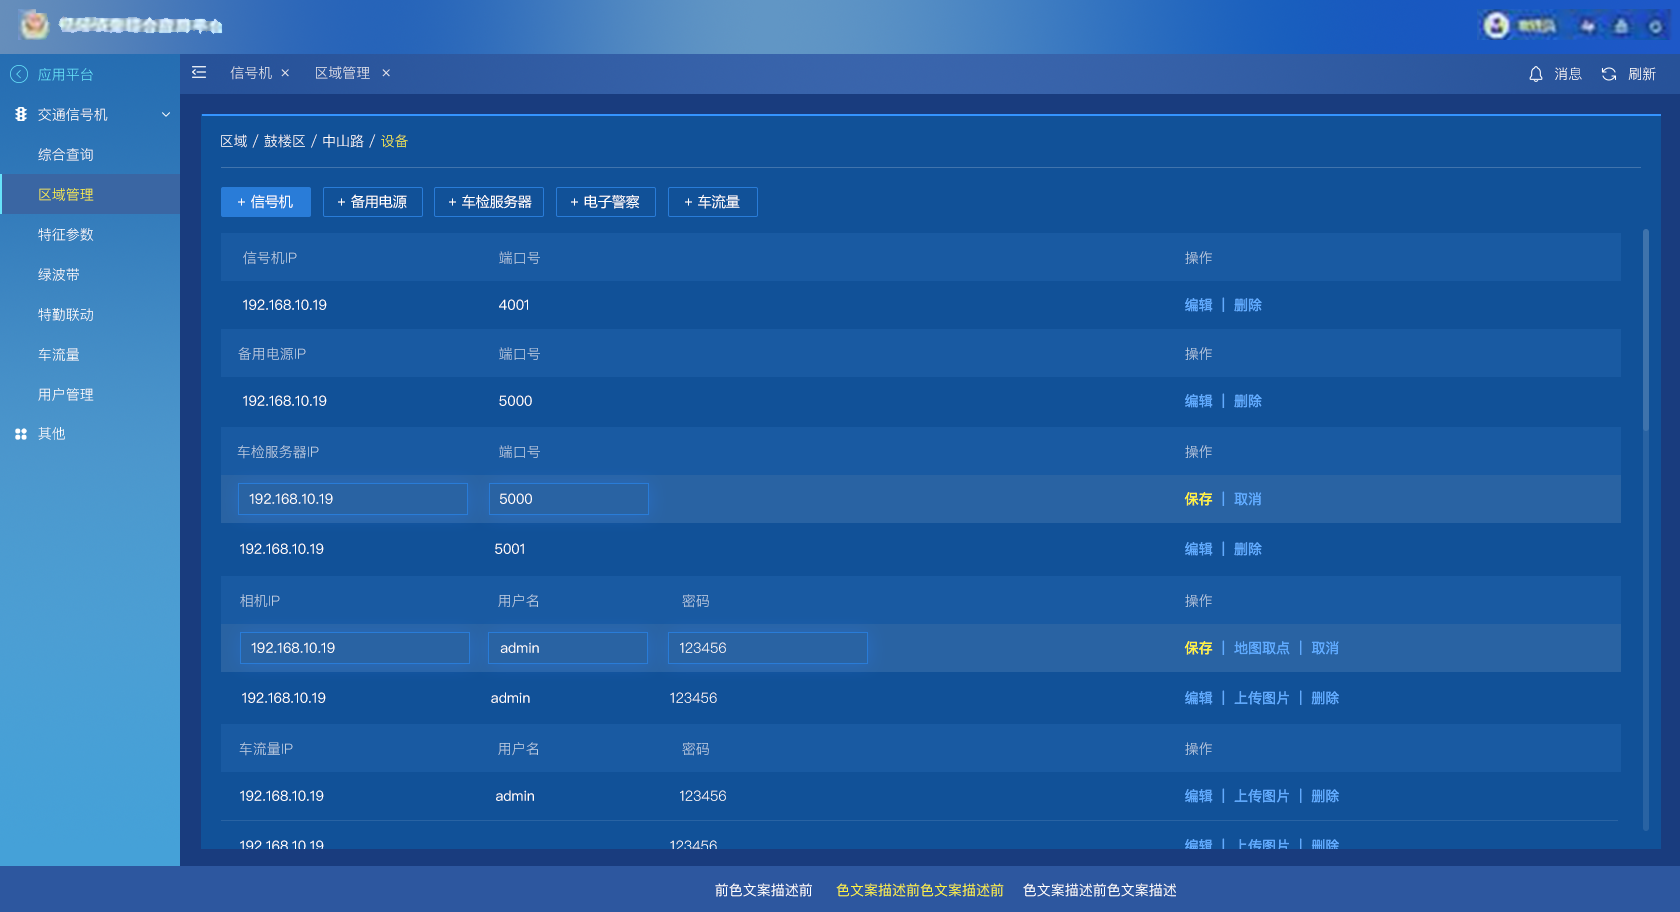 应用平台
交通信号机
综合查询
区域管理
特征参数
绿波带
特勤联动
车流量
用户管理
其他
信号机 × 区域管理 ×
消息 刷新
区域 / 鼓楼区 / 中山路 / 设备
+ 信号机 + 备用电源 + 车检服务器 + 电子警察 + 车流量
信号机IP 端口号 操作
192.168.10.19 4001 编辑 | 删除
备用电源IP 端口号 操作
192.168.10.19 5000 编辑 | 删除
车检服务器IP 端口号 操作
192.168.10.19 5000 保存 | 取消
192.168.10.19 5001 编辑 | 删除
相机IP 用户名 密码 操作
192.168.10.19 admin 123456 保存 | 地图取点 | 取消
192.168.10.19 admin 123456 编辑 | 上传图片 | 删除
车流量IP 用户名 密码 操作
192.168.10.19 admin 123456 编辑 | 上传图片 | 删除
192.168.10.19 123456 编辑 | 上传图片 | 删除
前色文案描述前 色文案描述前色文案描述前 色文案描述前色文案描述